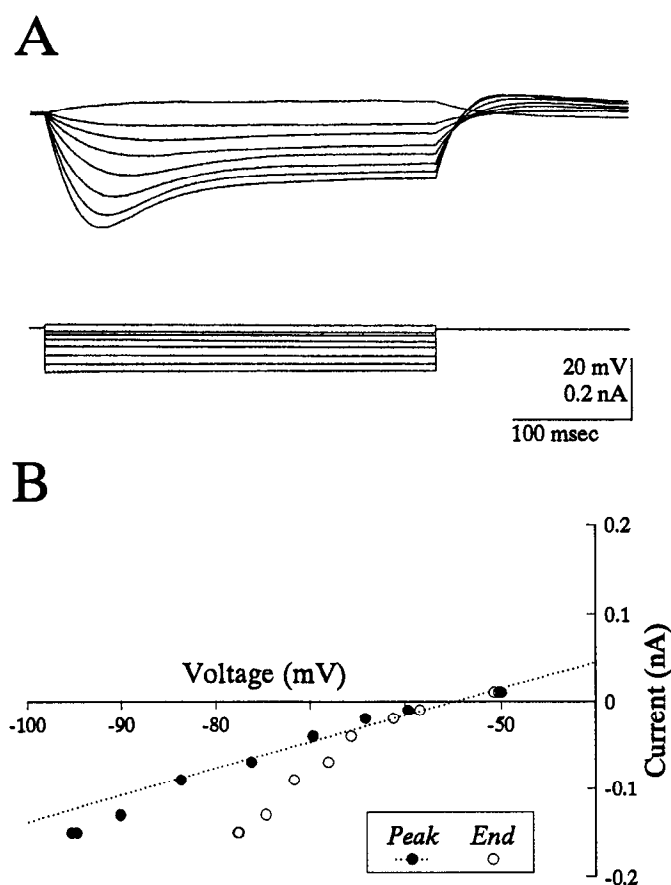 A
20 mV
0.2 nA
100 msec
B
0.2
0.1
0
-0.1
-0.2
Current (nA)
Voltage (mV)
-100
-90
-80
-70
-60
-50
Peak
End